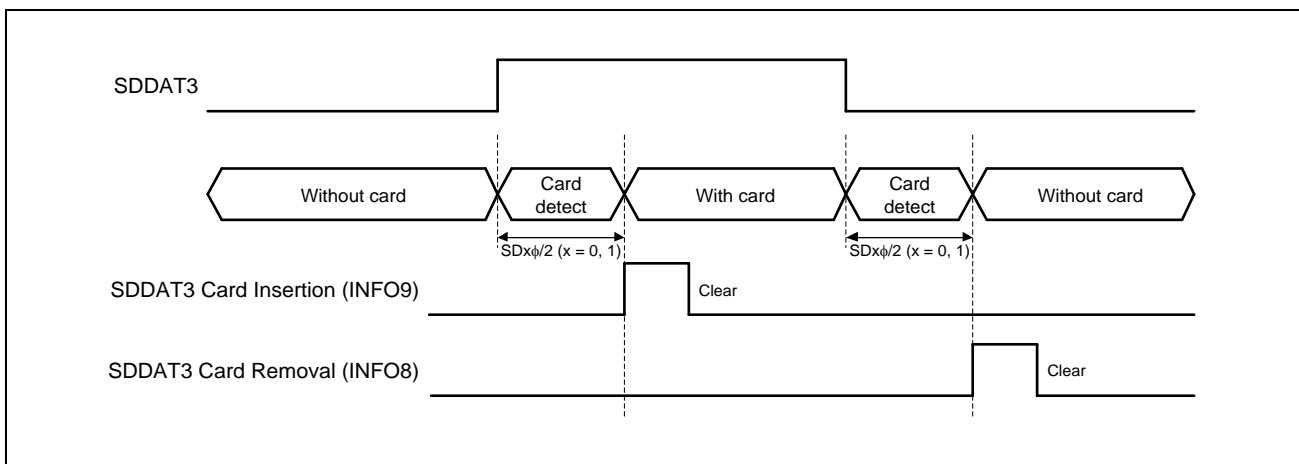 SDDAT3
Without card
Card
detect
With card
Card
detect
Without card
SDxϕ/2 (x = 0, 1)
SDxϕ/2 (x = 0, 1)
SDDAT3 Card Insertion (INFO9)
Clear
SDDAT3 Card Removal (INFO8)
Clear